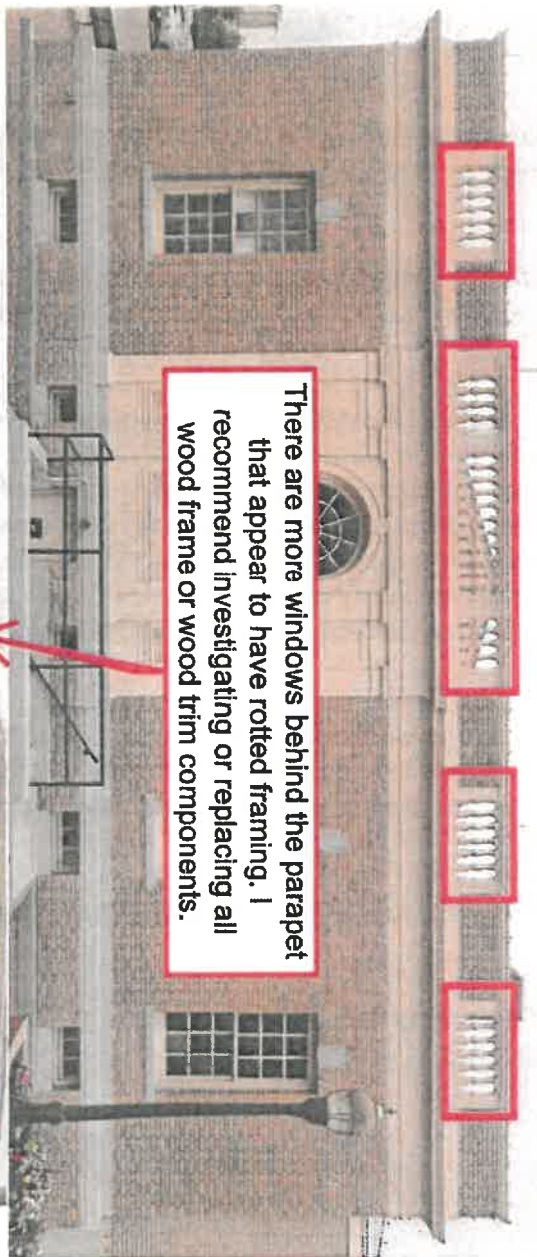 There are more windows behind the parapet
that appear to have rotted framing. I
recommend investigating or replacing all
wood frame or wood trim components.